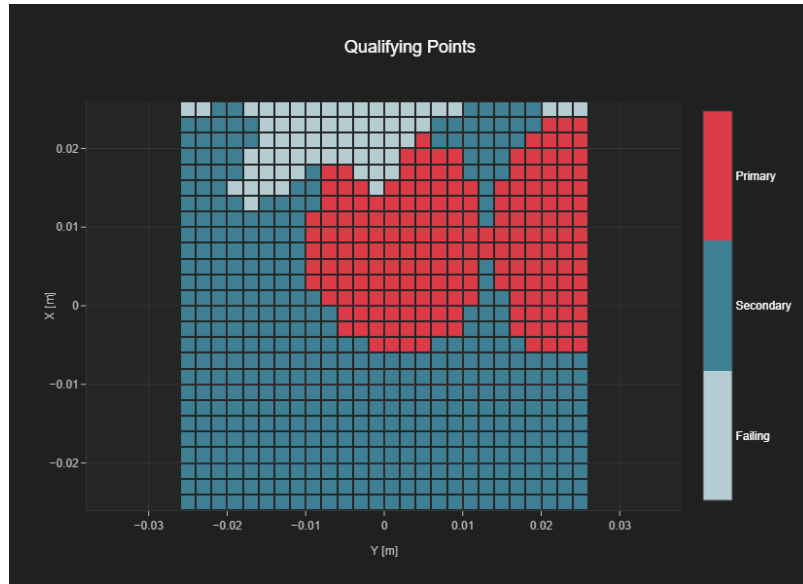 Qualifying Points
0.02
0.01
0
−0.01
−0.02
X [m]
−0.03
−0.02
−0.01
0
0.01
0.02
0.03
Y [m]
Primary
Secondary
Failing